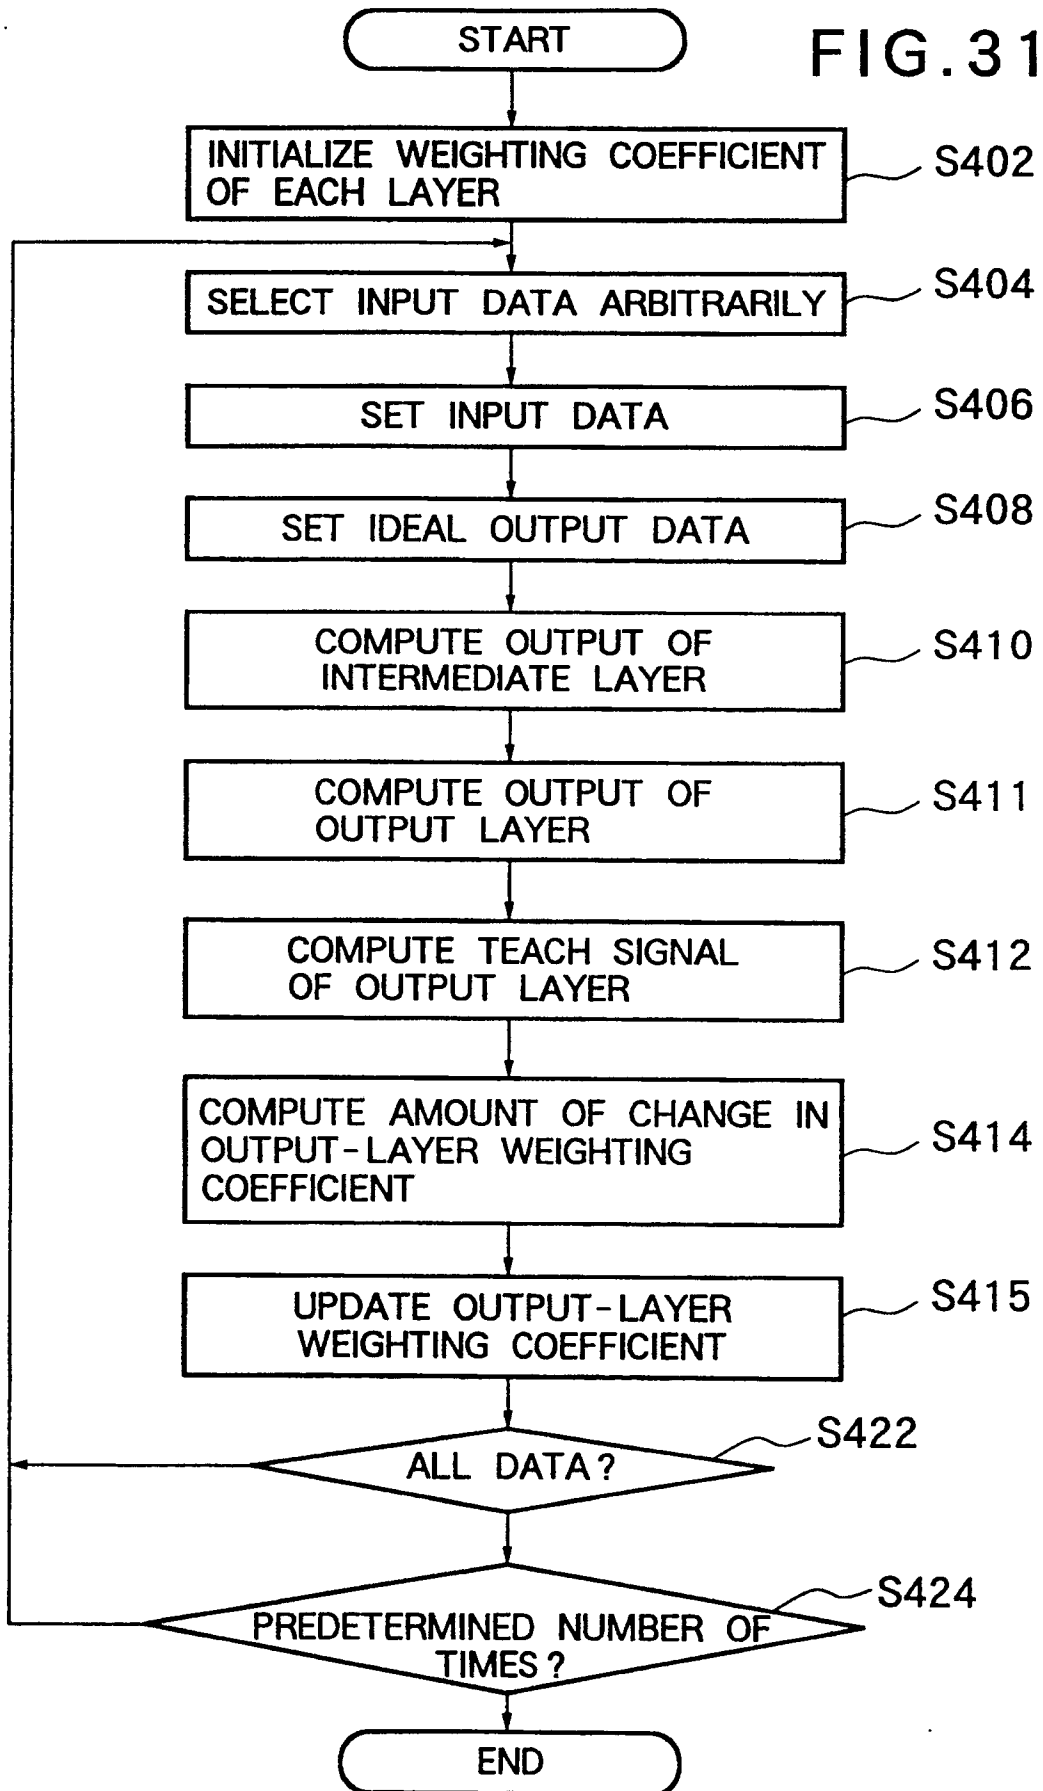 START
FIG.31
INITIALIZE WEIGHTING COEFFICIENT
OF EACH LAYER
S402
SELECT INPUT DATA ARBITRARILY
S404
SET INPUT DATA
S406
SET IDEAL OUTPUT DATA
S408
COMPUTE OUTPUT OF
INTERMEDIATE LAYER
S410
COMPUTE OUTPUT OF
OUTPUT LAYER
S411
COMPUTE TEACH SIGNAL
OF OUTPUT LAYER
S412
COMPUTE AMOUNT OF CHANGE IN
OUTPUT-LAYER WEIGHTING
COEFFICIENT
S414
UPDATE OUTPUT-LAYER
WEIGHTING COEFFICIENT
S415
ALL DATA?
S422
PREDETERMINED NUMBER OF
TIMES?
S424
END